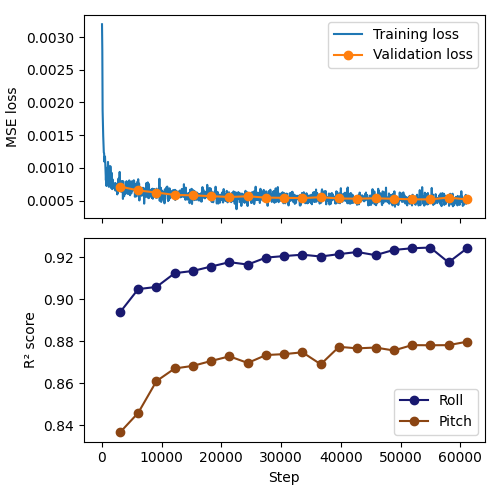 0.0030
0.0025
0.0020
0.0015
0.0010
0.0005
MSE loss
Training loss
Validation loss
0.92
0.90
0.88
0.86
0.84
R² score
Roll
Pitch
0 10000 20000 30000 40000 50000 60000
Step